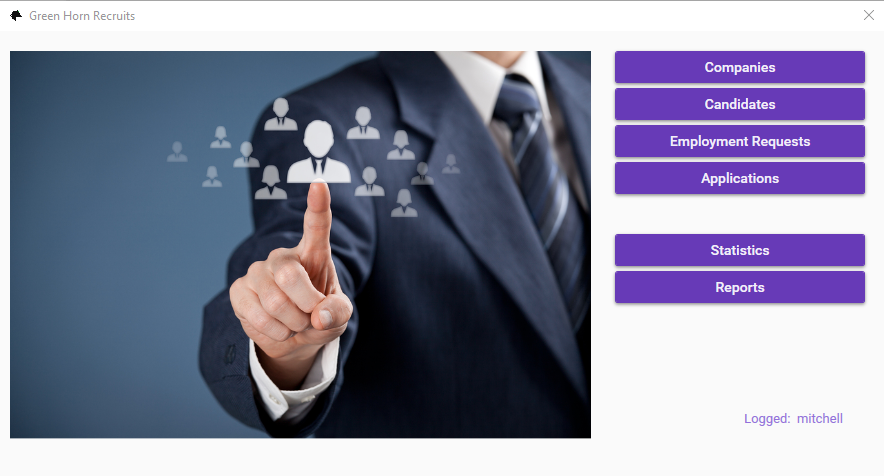 Green Horn Recruits
Companies
Candidates
Employment Requests
Applications
Statistics
Reports
Logged: mitchell